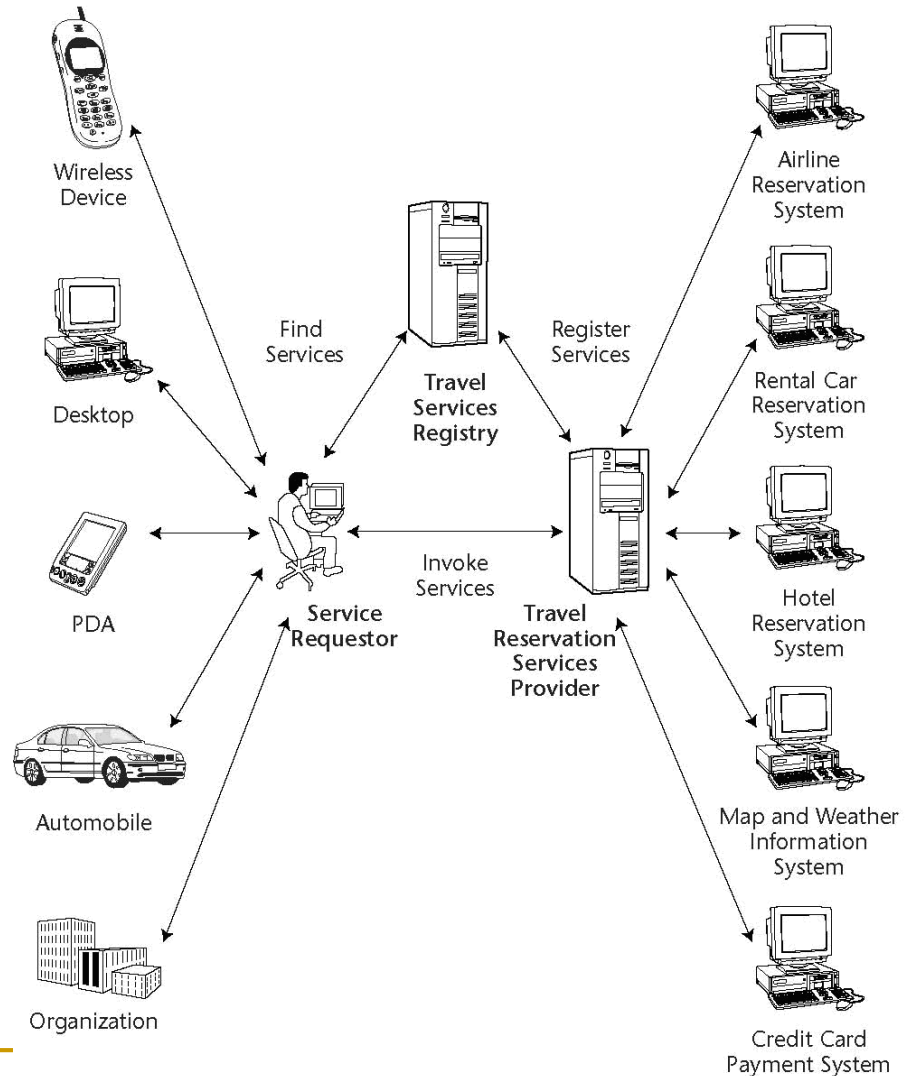 Wireless
Device
Desktop
PDA
Automobile
Organization
Find
Services
Travel
Services
Registry
Register
Services
Service
Requestor
Invoke
Services
Travel
Reservation
Services
Provider
Airline
Reservation
System
Rental Car
Reservation
System
Hotel
Reservation
System
Map and Weather
Information
System
Credit Card
Payment System